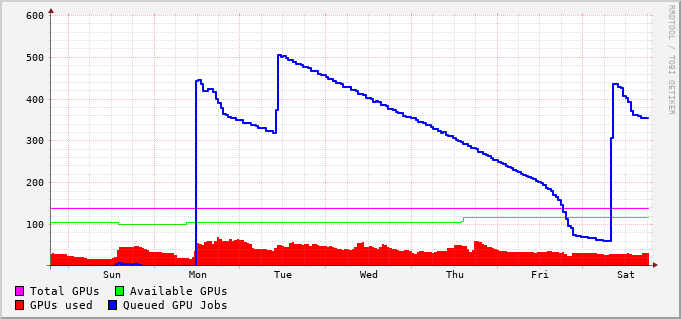 600
500
400
300
200
100
Sun Mon Tue Wed Thu Fri Sat
Total GPUs Available GPUs
GPUs used Queued GPU Jobs
RRDTOOL / TOBI OETIKER